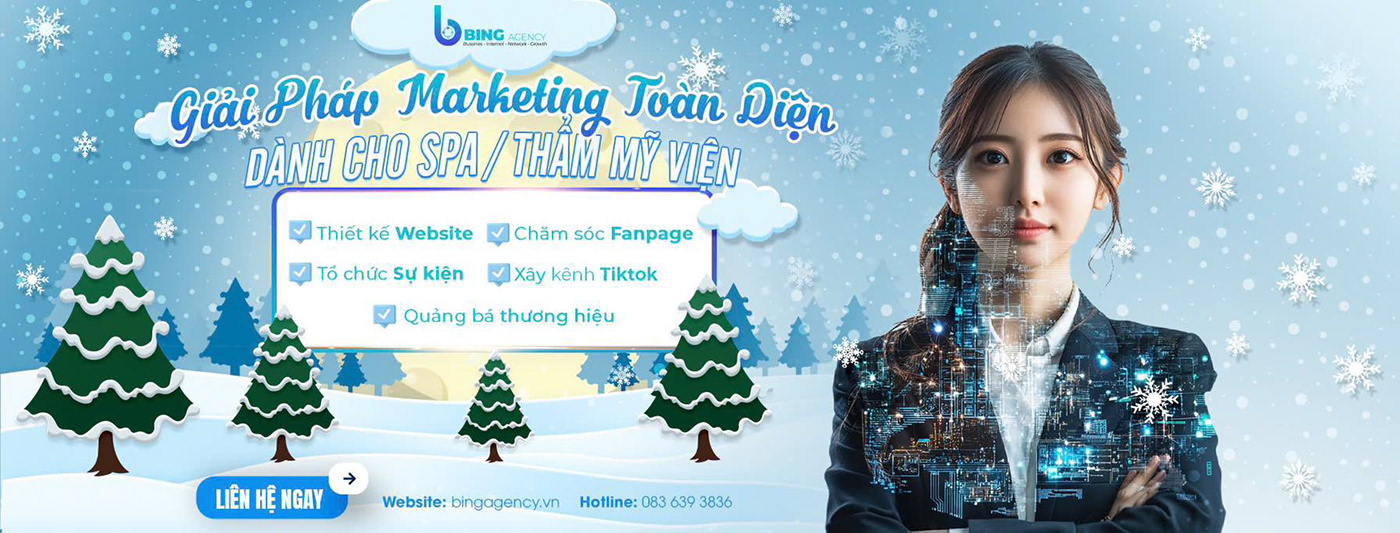 BING AGENCY
Bussines - Internet - Network - Growth
Giải Pháp Marketing Toàn Diện
DÀNH CHO SPA / THẨM MỸ VIỆN
Thiết kế Website
Chăm sóc Fanpage
Tổ chức Sự kiện
Xây kênh Tiktok
Quảng bá thương hiệu
LIÊN HỆ NGAY
Website: bingagency.vn
Hotline: 083 639 3836